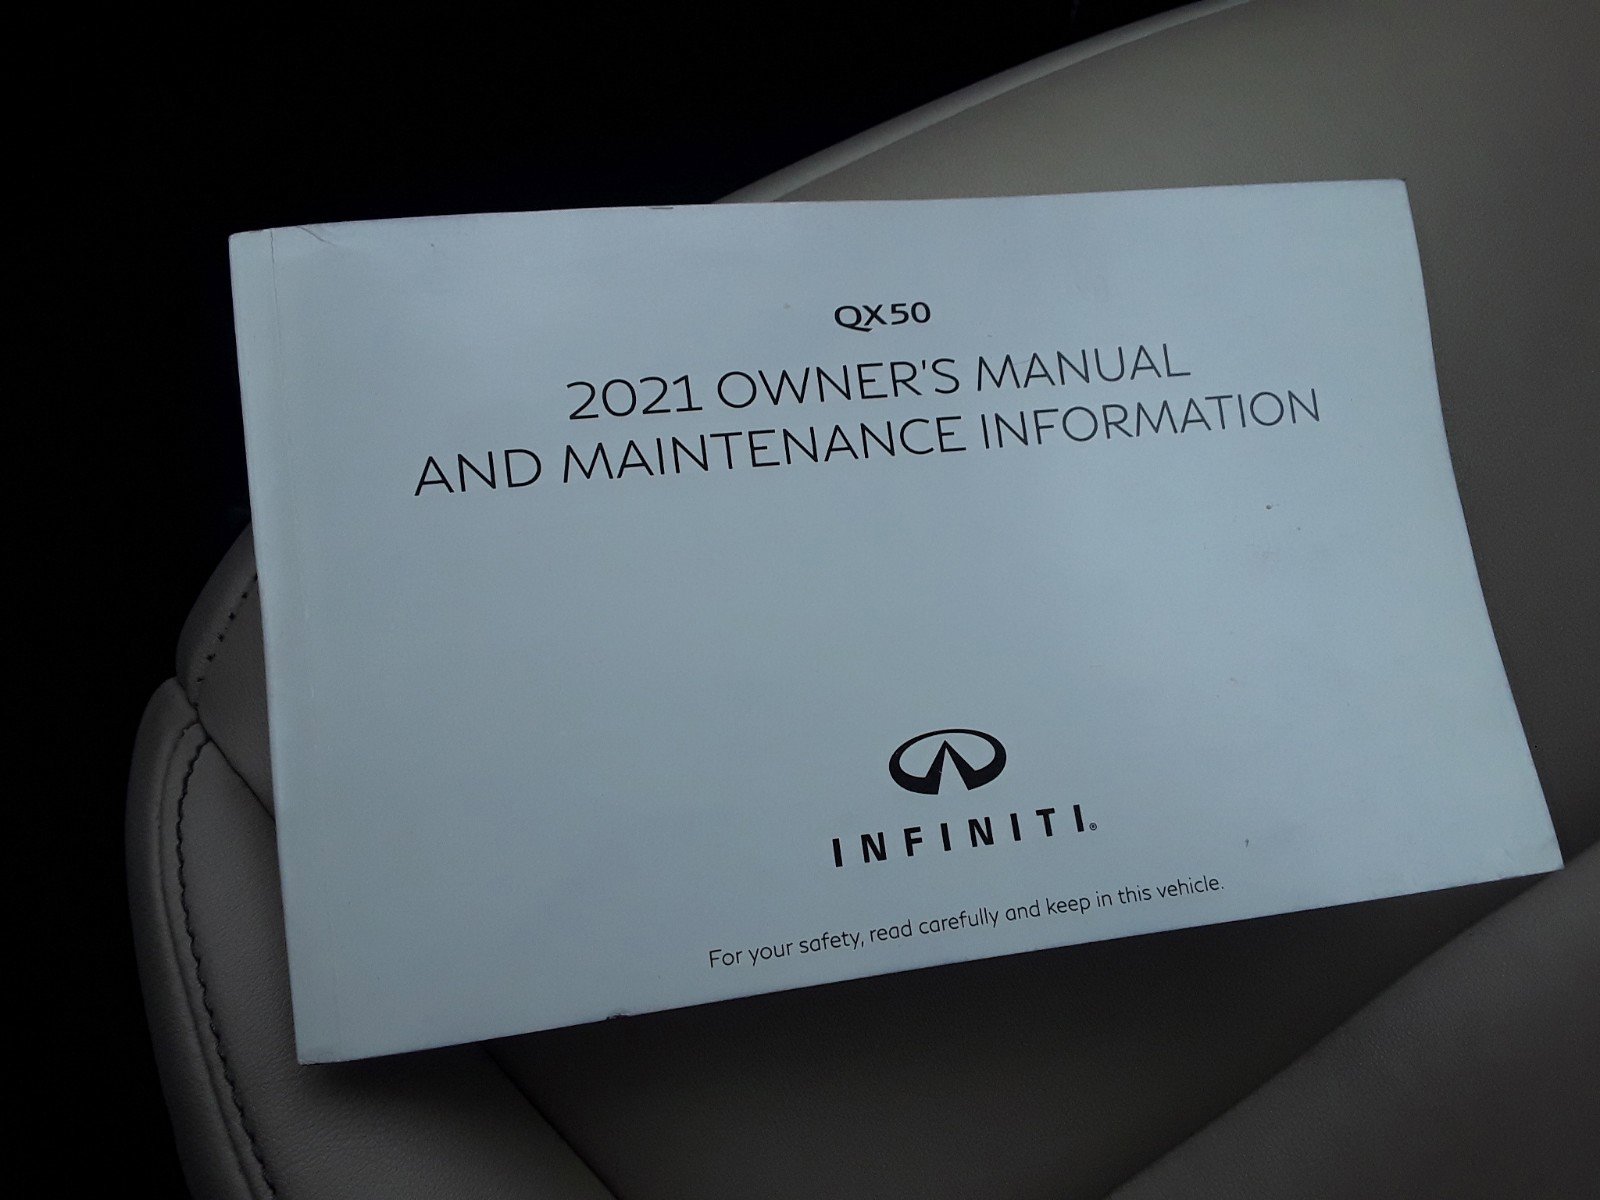 QX50
2021 OWNER'S MANUAL
AND MAINTENANCE INFORMATION
INFINITI®
For your safety, read carefully and keep in this vehicle.